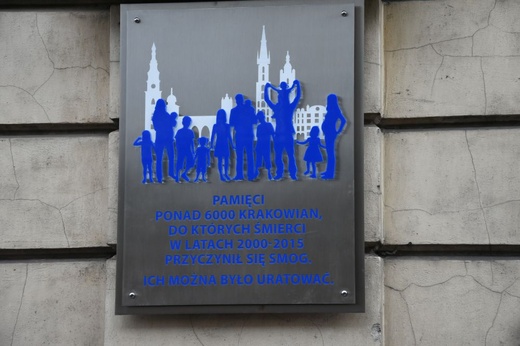 PAMIĘCI
PONAD 6000 KRAKOWIAN,
DO KTÓRYCH ŚMIERCI
W LATACH 2000-2015
PRZYCZYNIŁ SIĘ SMOG.
ICH MOŻNA BYŁO URATOWAĆ.